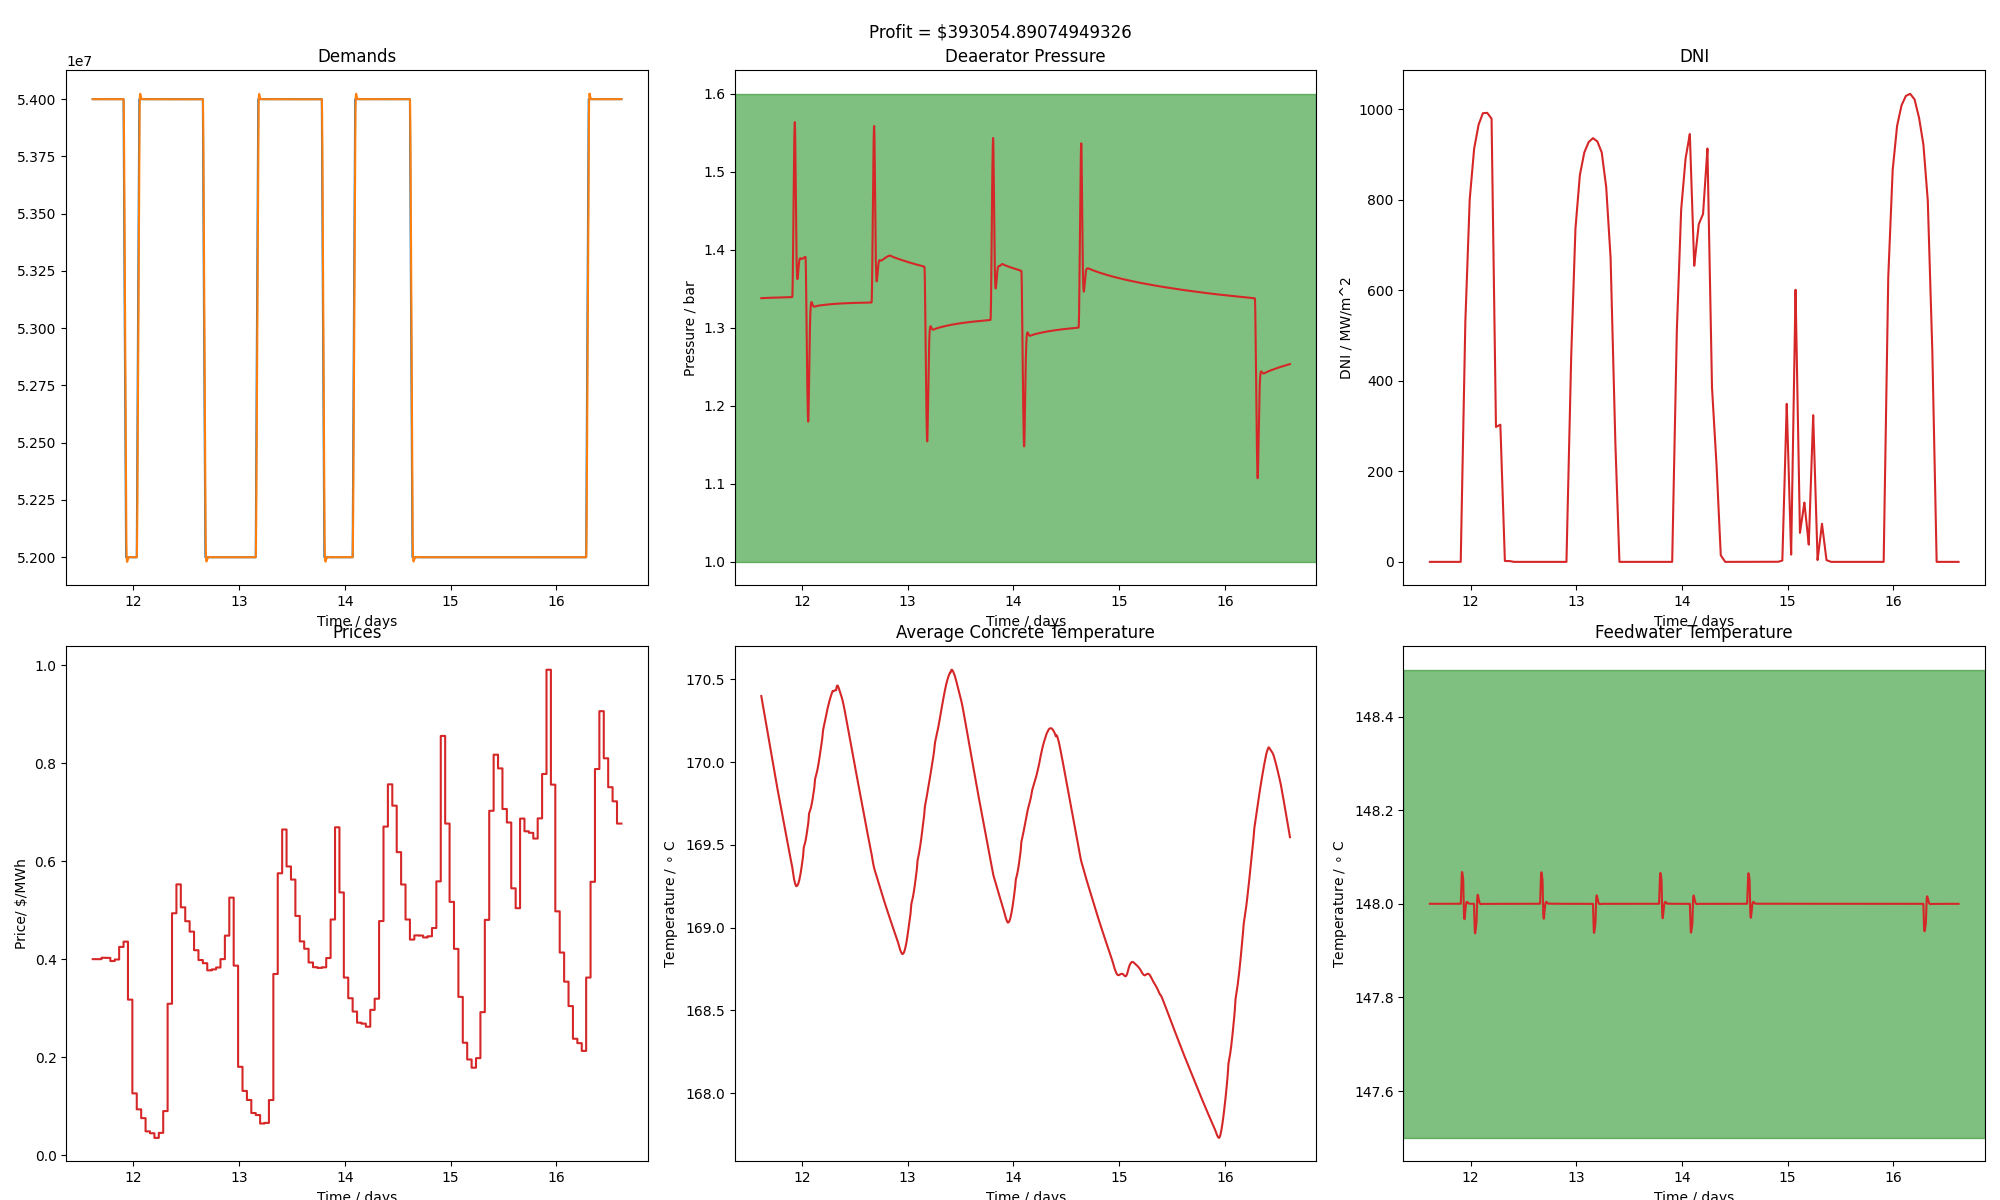 Profit = $393054.89074949326
Demands
1e7
5.400
5.375
5.350
5.325
5.300
5.275
5.250
5.225
5.200
12 13 14 15 16
Time / days
Deaerator Pressure
Pressure / bar
1.6
1.5
1.4
1.3
1.2
1.1
1.0
12 13 14 15 16
Time / days
DNI
DNI / MW/m^2
1000
800
600
400
200
0
12 13 14 15 16
Time / days
Prices
Price/ $/MWh
1.0
0.8
0.6
0.4
0.2
0.0
12 13 14 15 16
Time / days
Average Concrete Temperature
Temperature / ∘ C
170.5
170.0
169.5
169.0
168.5
168.0
12 13 14 15 16
Time / days
Feedwater Temperature
Temperature / ∘ C
148.4
148.2
148.0
147.8
147.6
12 13 14 15 16
Time / days